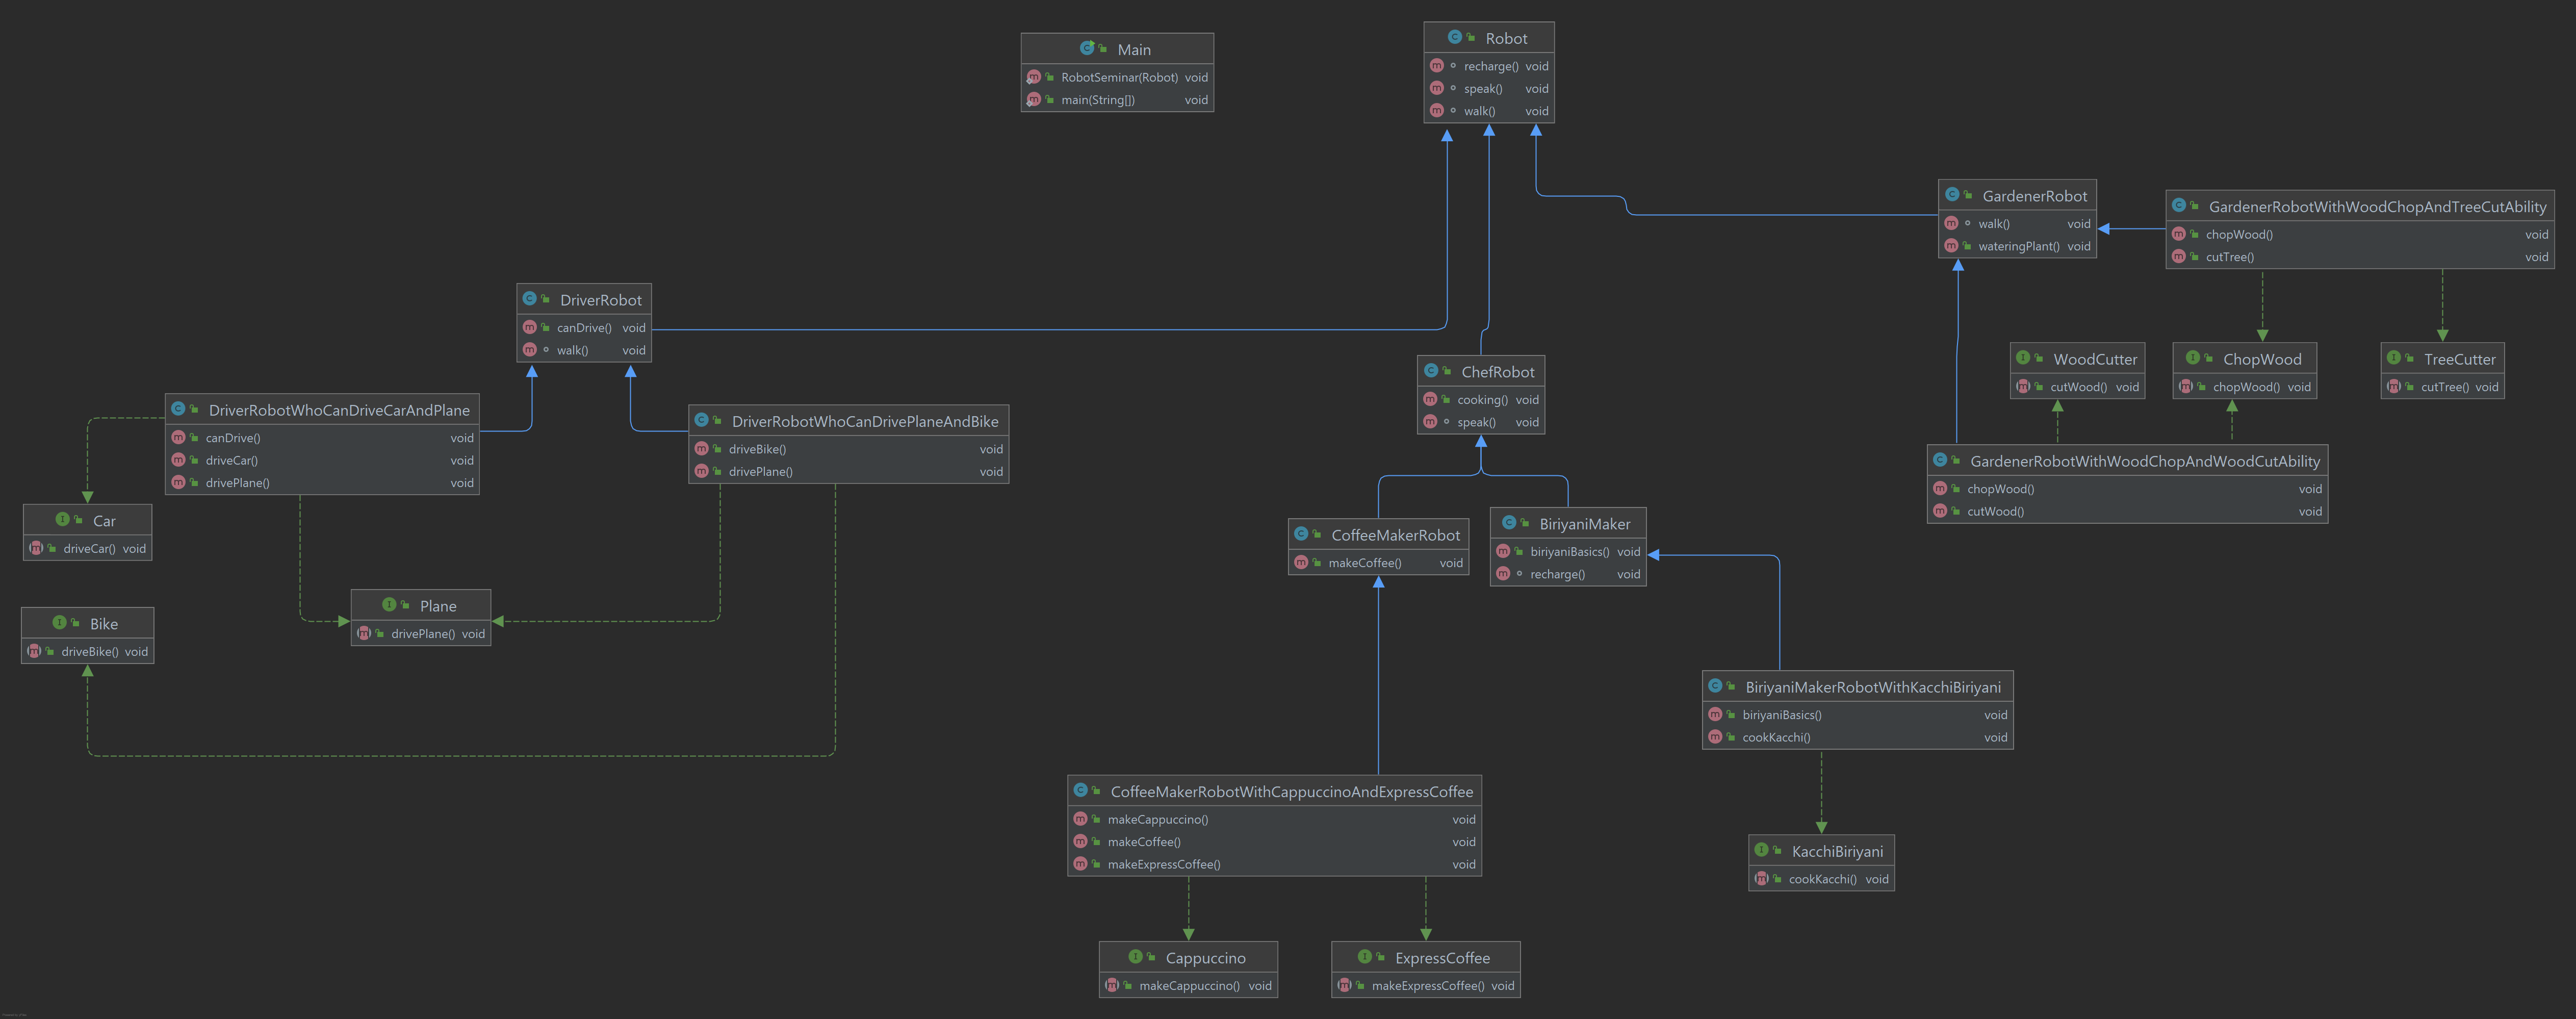 Main
RobotSeminar(Robot) void
main(String[]) void
Robot
recharge() void
speak() void
walk() void
GardenerRobot
walk() void
wateringPlant() void
GardenerRobotWithWoodChopAndTreeCutAbility
chopWood() void
cutTree() void
DriverRobot
canDrive() void
walk() void
ChefRobot
cooking() void
speak() void
WoodCutter
cutWood() void
ChopWood
chopWood() void
TreeCutter
cutTree() void
DriverRobotWhoCanDriveCarAndPlane
canDrive() void
driveCar() void
drivePlane() void
DriverRobotWhoCanDrivePlaneAndBike
driveBike() void
drivePlane() void
GardenerRobotWithWoodChopAndWoodCutAbility
chopWood() void
cutWood() void
Car
driveCar() void
CoffeeMakerRobot
makeCoffee() void
BiriyaniMaker
biriyaniBasics() void
recharge() void
Bike
driveBike() void
Plane
drivePlane() void
BiriyaniMakerRobotWithKacchiBiriyani
biriyaniBasics() void
cookKacchi() void
CoffeeMakerRobotWithCappuccinoAndExpressCoffee
makeCappuccino() void
makeCoffee() void
makeExpressCoffee() void
KacchiBiriyani
cookKacchi() void
Cappuccino
makeCappuccino() void
ExpressCoffee
makeExpressCoffee() void